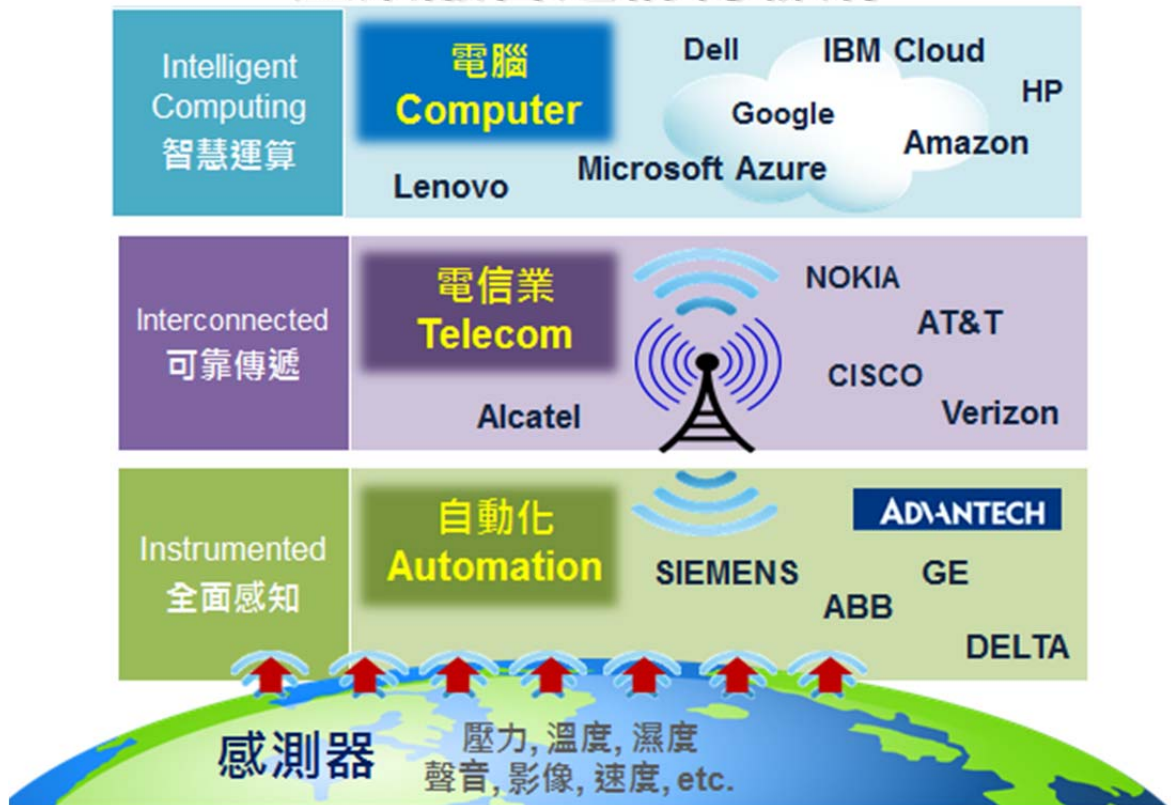 Intelligent
Computing
智慧運算
電腦
Computer
Dell
IBM Cloud
HP
Google
Amazon
Microsoft Azure
Lenovo
Interconnected
可靠傳遞
電信業
Telecom
NOKIA
AT&T
CISCO
Verizon
Alcatel
Instrumented
全面感知
自動化
Automation
ADVANTECH
SIEMENS
GE
ABB
DELTA
感測器
壓力, 溫度, 濕度
聲音, 影像, 速度, etc.